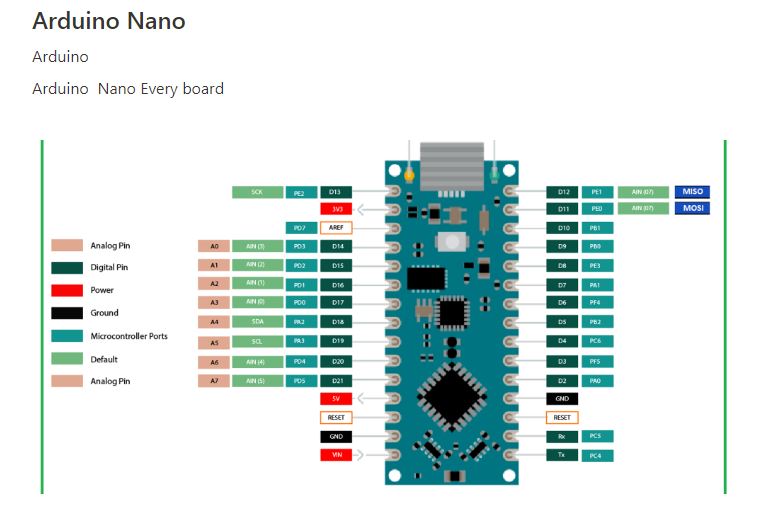 Arduino Nano
Arduino
Arduino Nano Every board
SCK PE2 D13 D12 PE1 AIN (07) MISO
3V3 D11 PE0 AIN (07) MOSI
PD7 AREF D10 PB1
Analog Pin A0 AIN (3) PD3 D14 D9 PB0
Digital Pin A1 AIN (2) PD2 D15 D8 PE3
Power A2 AIN (1) PD1 D16 D7 PA1
Ground A3 AIN (0) PD0 D17 D6 PF4
A4 SDA PA2 D18 D5 PB2
Microcontroller Ports A5 SCL PA3 D19 D4 PC6
Default A6 AIN (4) PD4 D20 D3 PF5
Analog Pin A7 AIN (5) PD5 D21 D2 PA0
5V GND
RESET RESET
GND Rx PC5
VIN Tx PC4